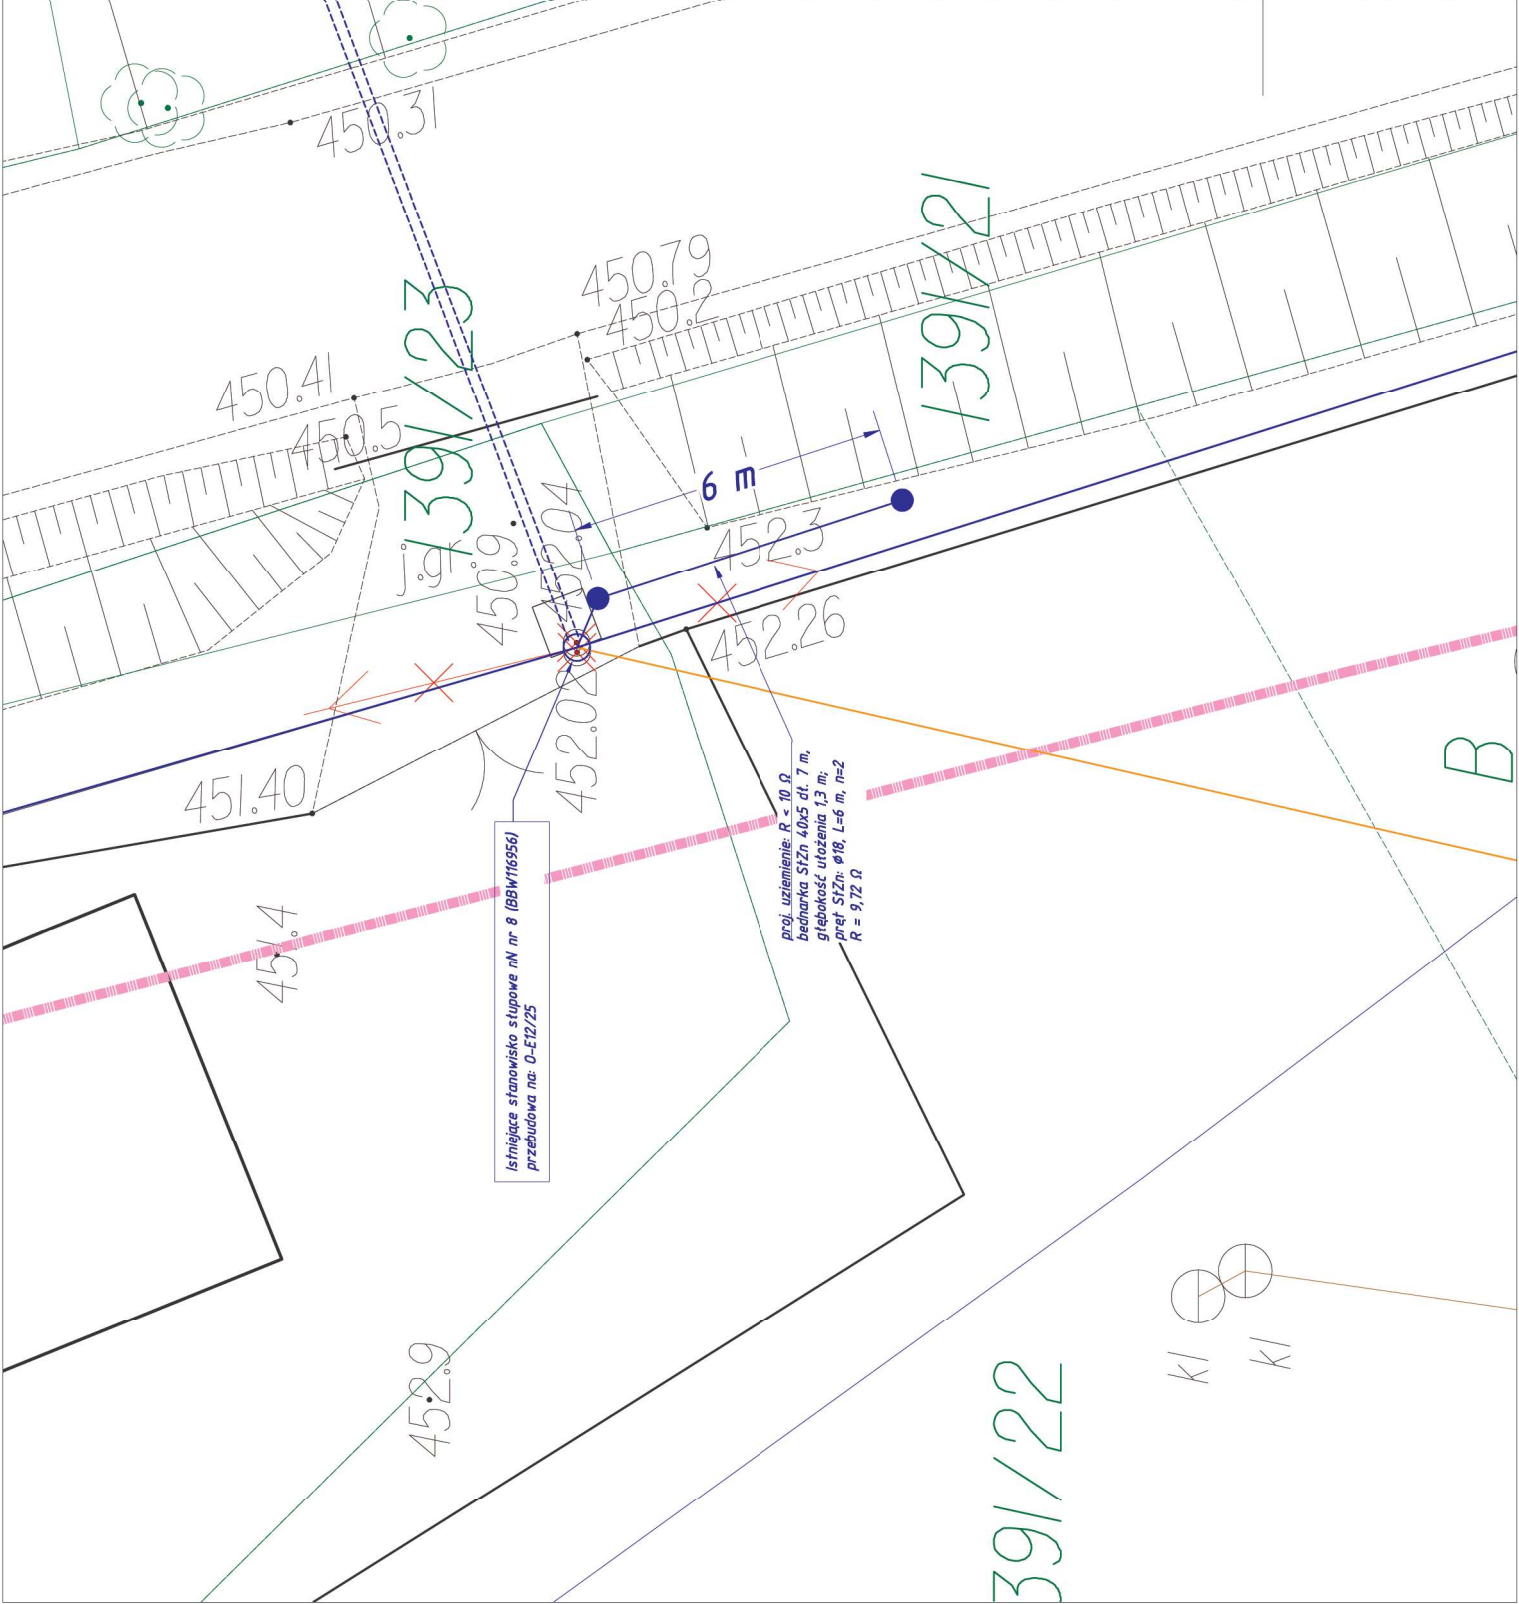 450.31
1391/21
450.79
450.2
1391/23
450.41
450.5
6 m
452.04
452.3
j.gr
450.9
452.26
452.02
451.40
B
proj. uziemienie: R < 10 Ω
bednarka StZn 40x5 dł. 7 m,
głębokość ułożenia 1,3 m;
pręt StZn: φ18, L=6 m, n=2
R = 9,72 Ω
Istniejące stanowisko słupowe nN nr 8 (BBW116956)
przebudowa na: O-E12/25
451.4
452.9
kl
kl
391/22